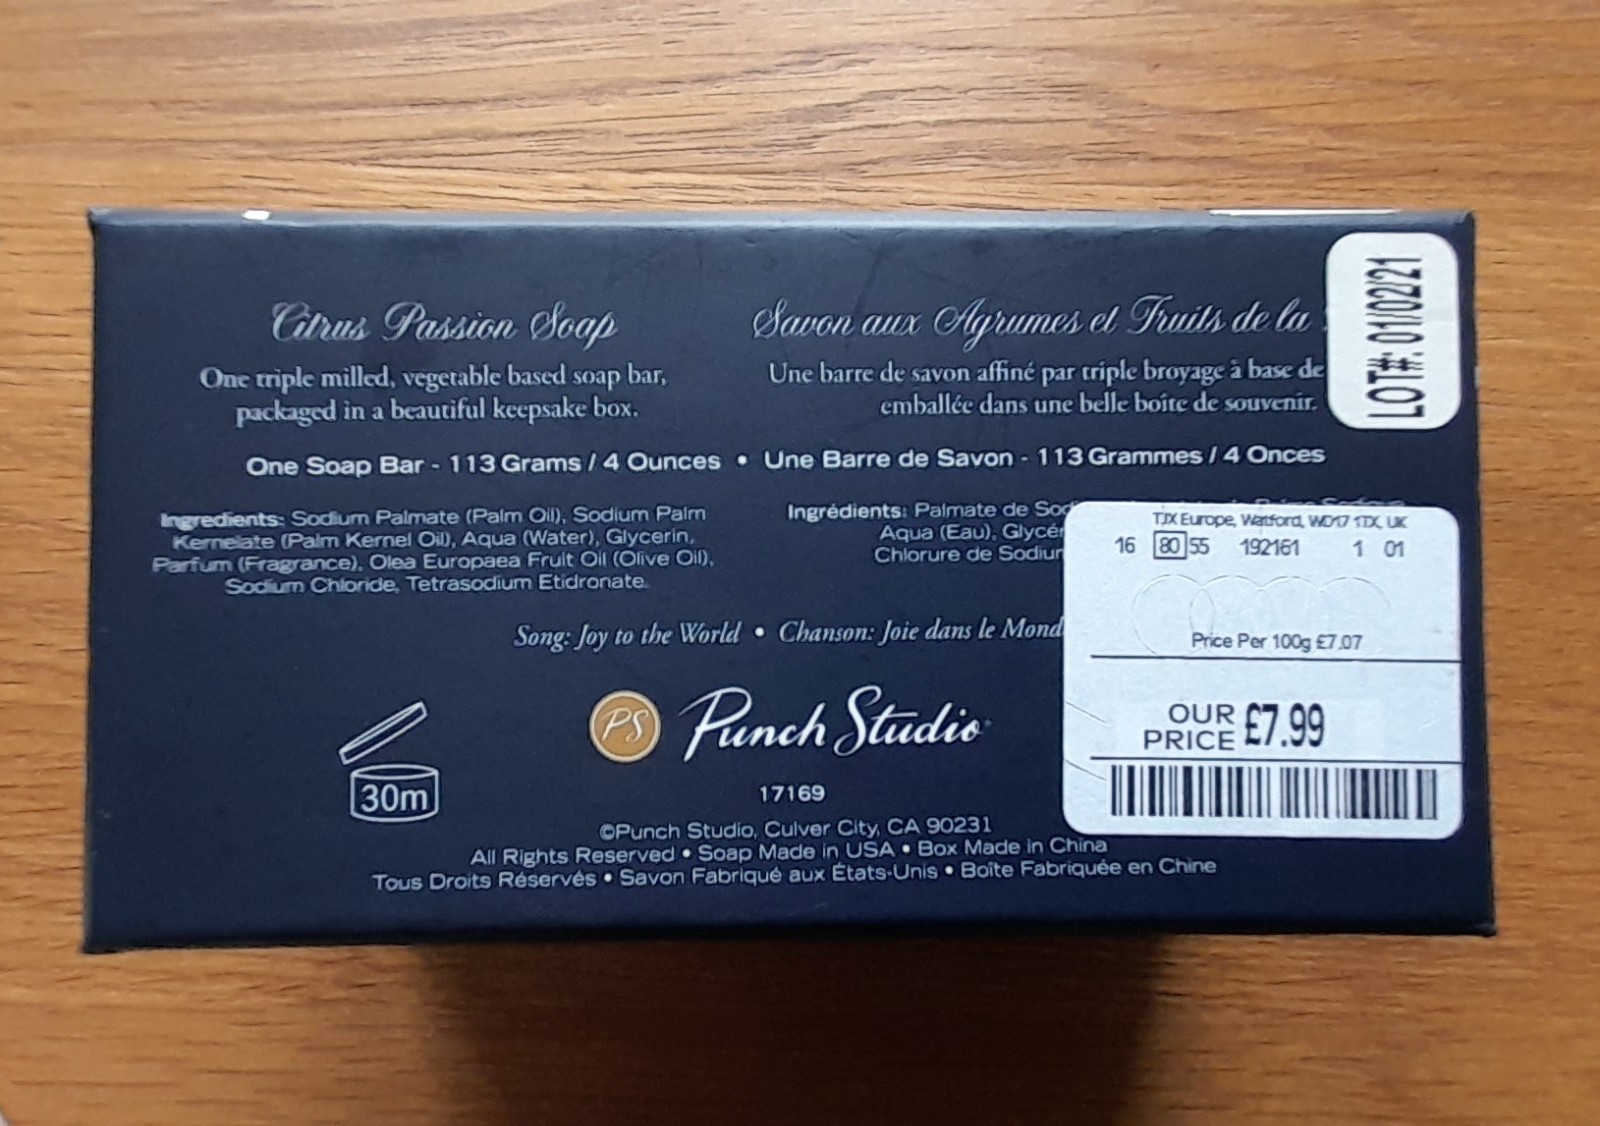 Citrus Passion Soap
One triple milled, vegetable based soap bar,
packaged in a beautiful keepsake box.
Savon aux Agrumes et Fruits de la
Une barre de savon affiné par triple broyage à base de
emballée dans une belle boîte de souvenir.
LOT#: 01/02/21
One Soap Bar - 113 Grams / 4 Ounces • Une Barre de Savon - 113 Grammes / 4 Onces
Ingredients: Sodium Palmate (Palm Oil), Sodium Palm
Kernelate (Palm Kernel Oil), Aqua (Water), Glycerin,
Parfum (Fragrance), Olea Europaea Fruit Oil (Olive Oil),
Sodium Chloride, Tetrasodium Etidronate.
Ingrédients: Palmate de Sod
Aqua (Eau), Glycér
Chlorure de Sodiu
Song: Joy to the World • Chanson: Joie dans le Mond
TJX Europe, Watford, WD17 1TX, UK
16 80 55 192161 1 01
Price Per 100g £7.07
OUR PRICE £7.99
30m
PS Punch Studio
17169
©Punch Studio, Culver City, CA 90231
All Rights Reserved • Soap Made in USA • Box Made in China
Tous Droits Réservés • Savon Fabriqué aux États-Unis • Boîte Fabriquée en Chine